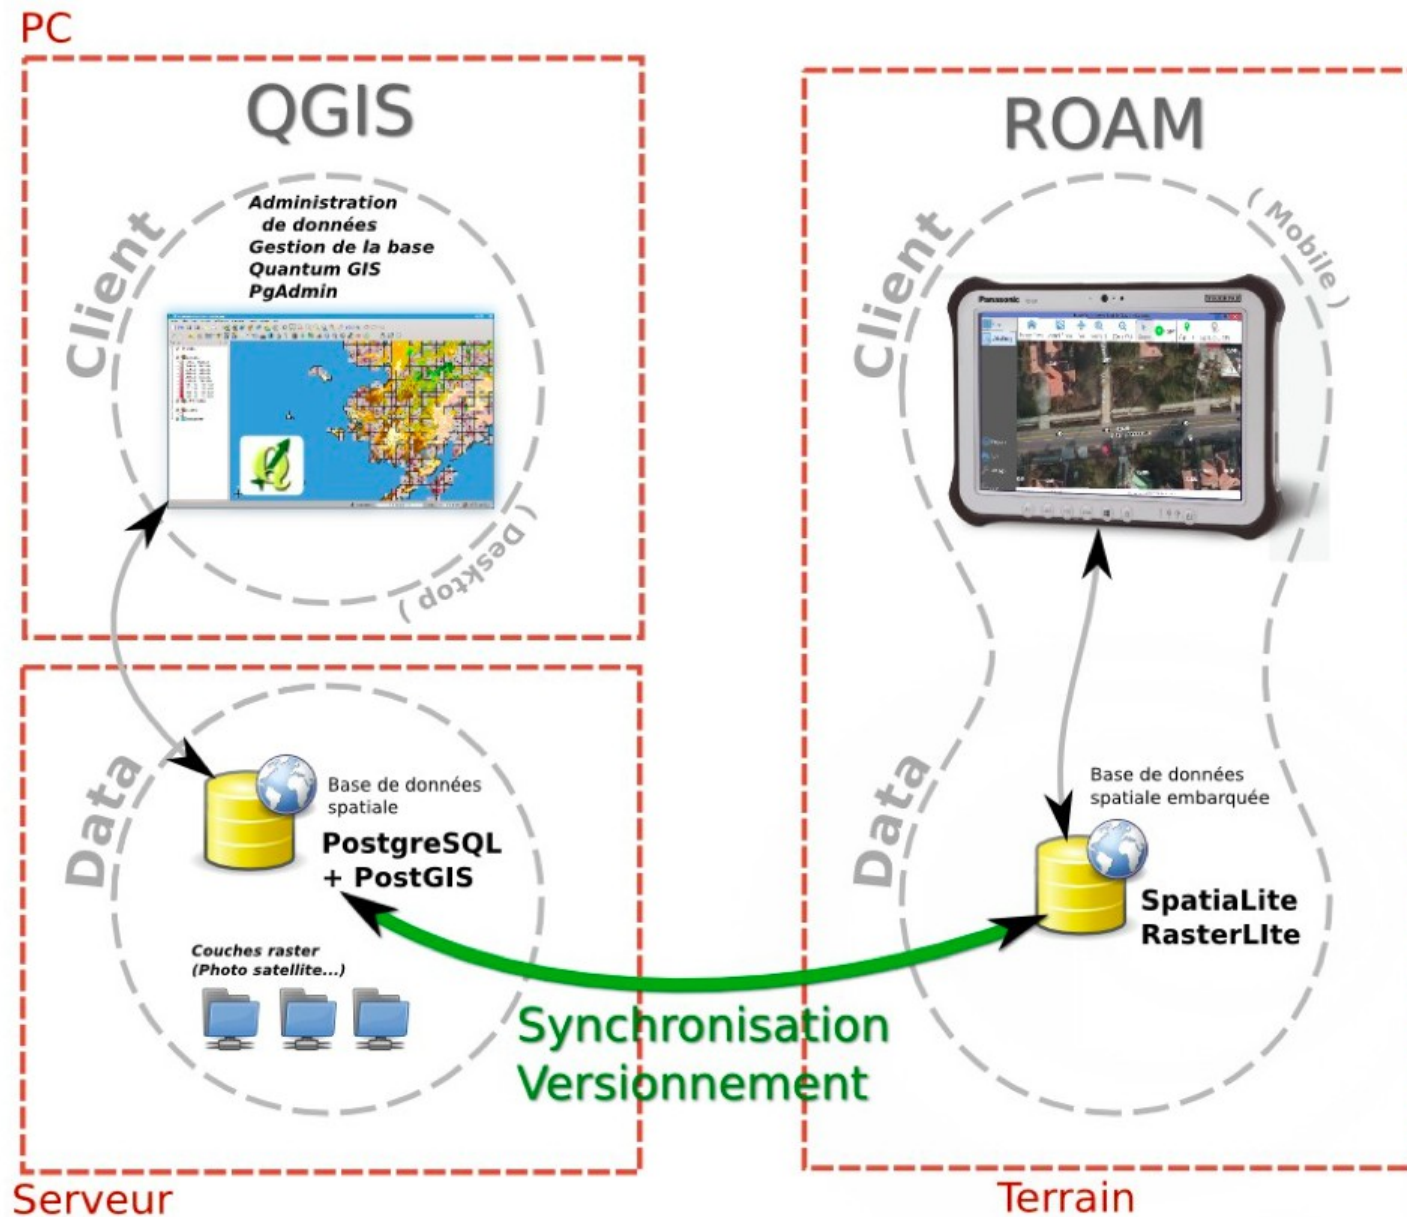 PC
QGIS
Client
Administration
de données
Gestion de la base
Quantum GIS
PgAdmin
( Desktop )
Data
Base de données
spatiale
PostgreSQL
+ PostGIS
Couches raster
(Photo satellite...)
Serveur
Synchronisation
Versionnement
ROAM
Client
( Mobile )
Panasonic
Data
Base de données
spatiale embarquée
SpatiaLite
RasterLIte
Terrain